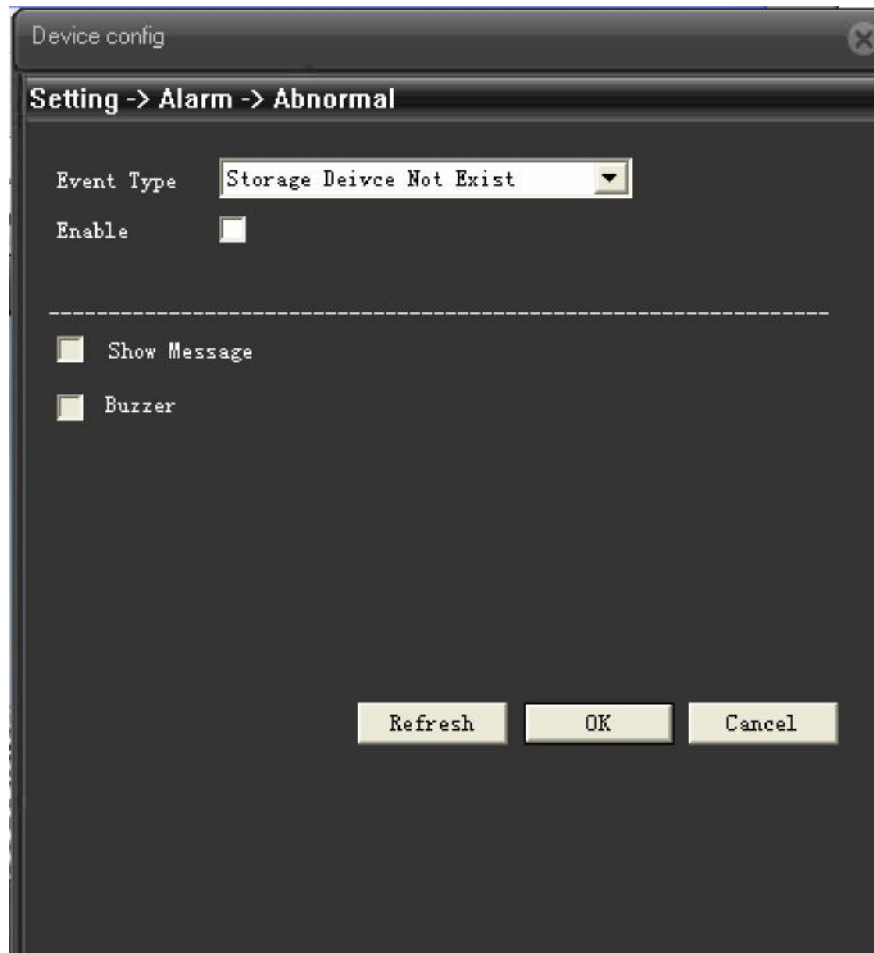 Device config
Setting -> Alarm -> Abnormal
Event Type Storage Deivce Not Exist
Enable
Show Message
Buzzer
Refresh OK Cancel